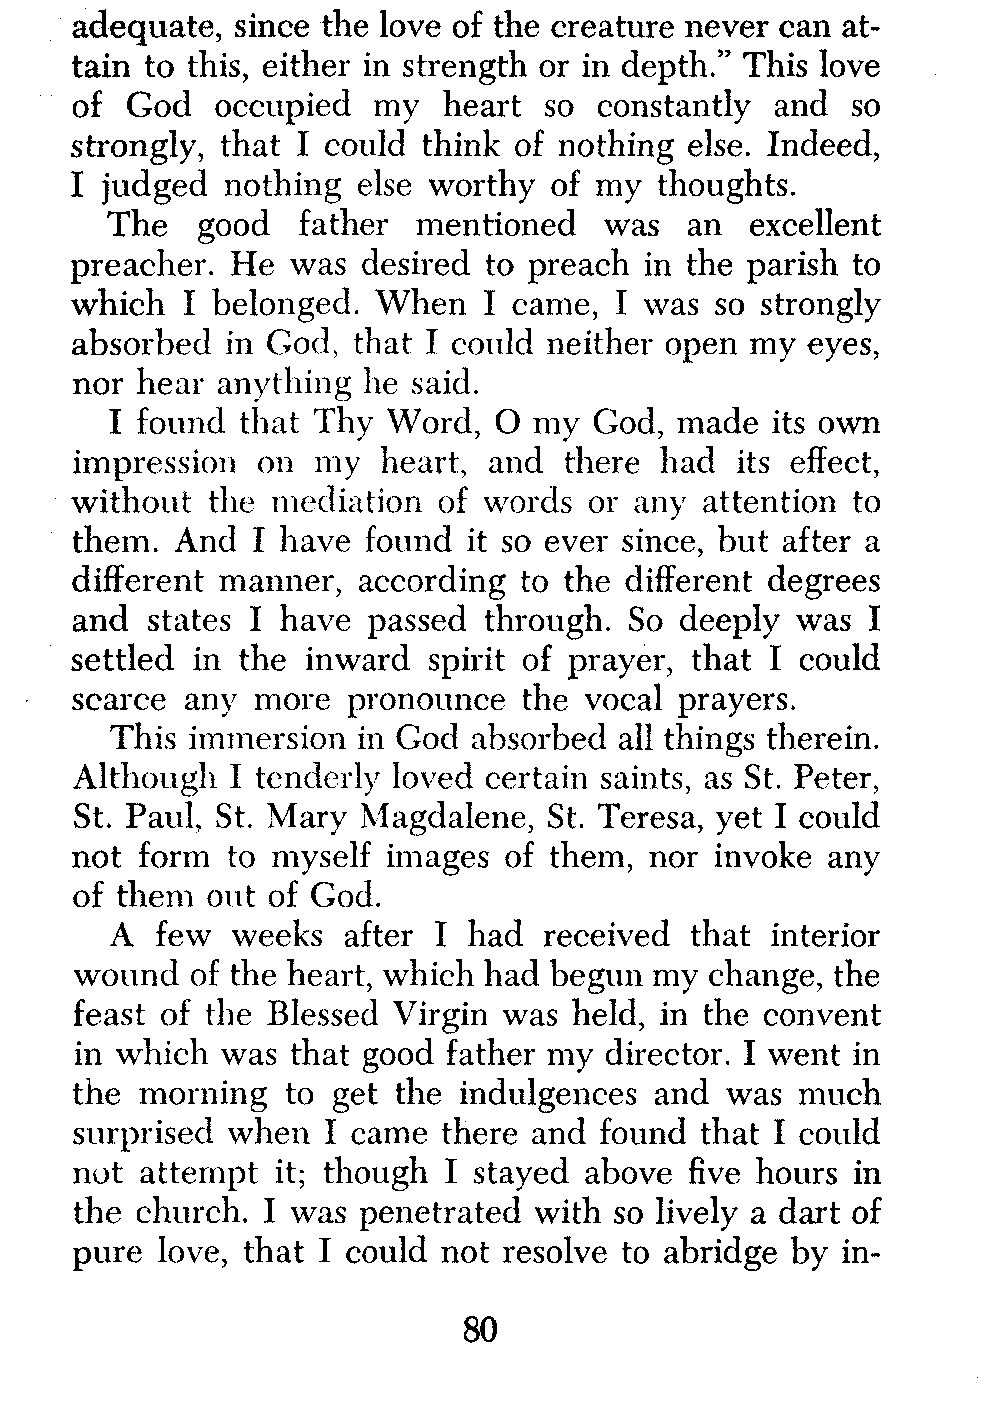 adequate, since the love of the creature never can at-
tain to this, either in strength or in depth.” This love
of God occupied my heart so constantly and so
strongly, that I could think of nothing else. Indeed,
I judged nothing else worthy of my thoughts.
The good father mentioned was an excellent
preacher. He was desired to preach in the parish to
which I belonged. When I came, I was so strongly
absorbed in God, that I could neither open my eyes,
nor hear anything he said.
I found that Thy Word, O my God, made its own
impression on my heart, and there had its effect,
without the mediation of words or any attention to
them. And I have found it so ever since, but after a
different manner, according to the different degrees
and states I have passed through. So deeply was I
settled in the inward spirit of prayer, that I could
scarce any more pronounce the vocal prayers.
This immersion in God absorbed all things therein.
Although I tenderly loved certain saints, as St. Peter,
St. Paul, St. Mary Magdalene, St. Teresa, yet I could
not form to myself images of them, nor invoke any
of them out of God.
A few weeks after I had received that interior
wound of the heart, which had begun my change, the
feast of the Blessed Virgin was held, in the convent
in which was that good father my director. I went in
the morning to get the indulgences and was much
surprised when I came there and found that I could
not attempt it; though I stayed above five hours in
the church. I was penetrated with so lively a dart of
pure love, that I could not resolve to abridge by in-
80